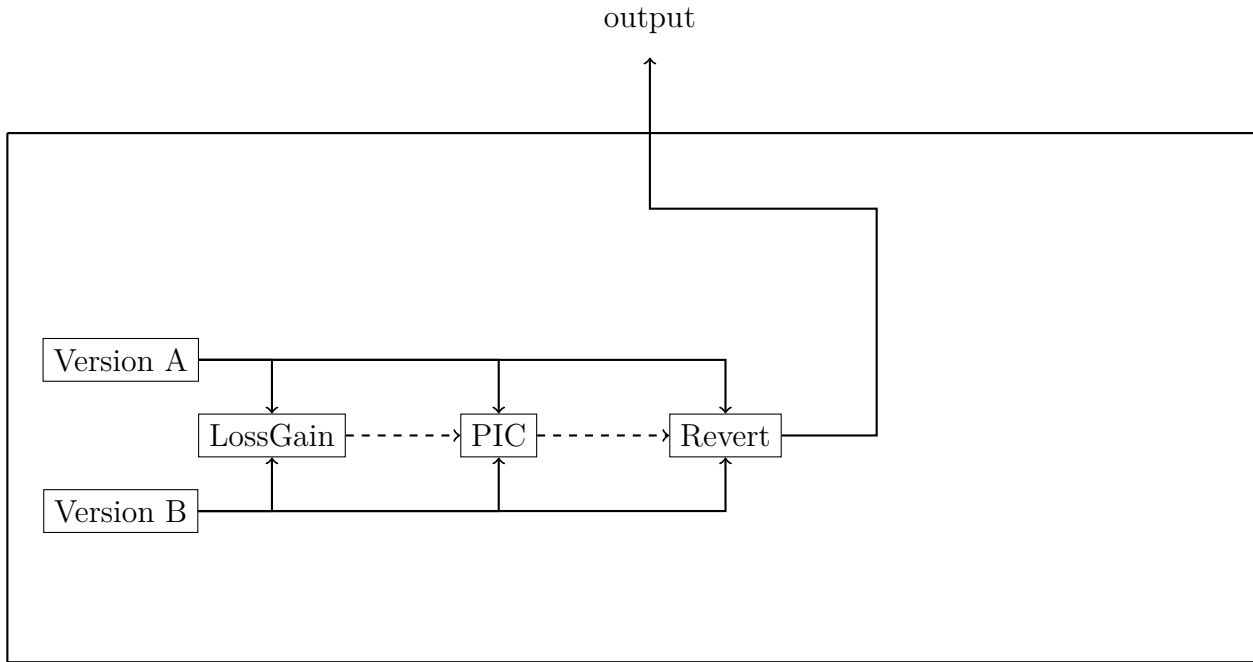 output
Version A
LossGain
PIC
Revert
Version B